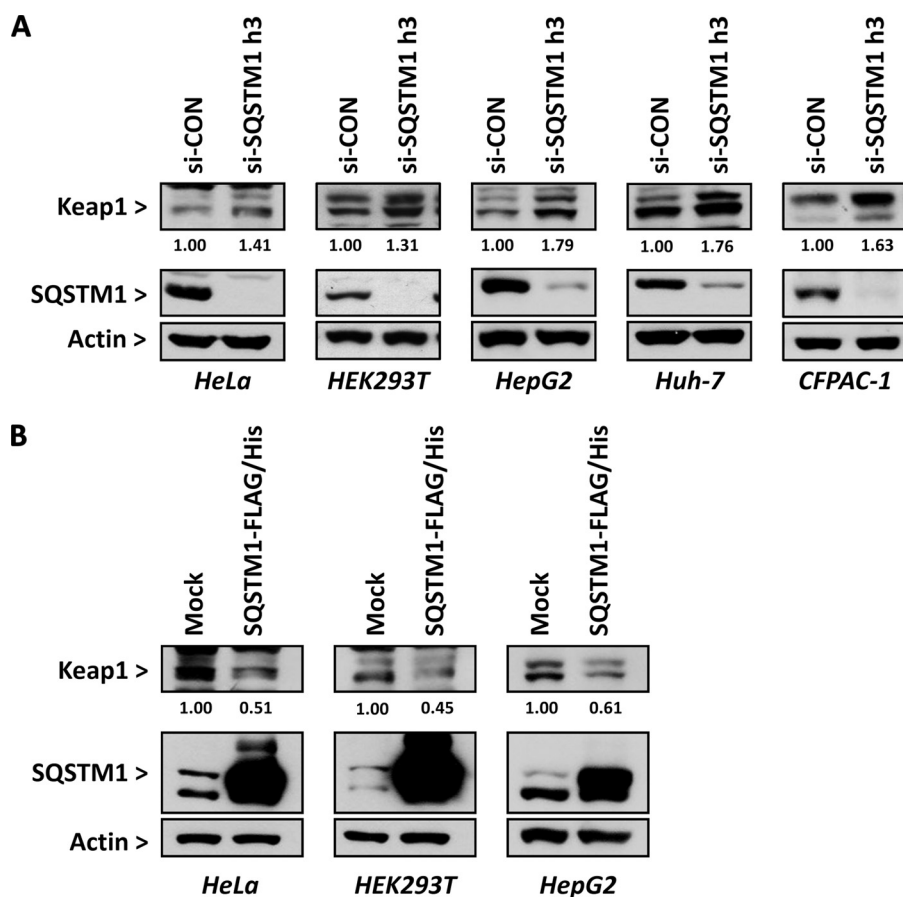 A
si-CON si-SQSTM1 h3 si-CON si-SQSTM1 h3 si-CON si-SQSTM1 h3 si-CON si-SQSTM1 h3 si-CON si-SQSTM1 h3
Keap1 >
1.00 1.41 1.00 1.31 1.00 1.79 1.00 1.76 1.00 1.63
SQSTM1 >
Actin >
HeLa HEK293T HepG2 Huh-7 CFPAC-1
B
Mock SQSTM1-FLAG/His Mock SQSTM1-FLAG/His Mock SQSTM1-FLAG/His
Keap1 >
1.00 0.51 1.00 0.45 1.00 0.61
SQSTM1 >
Actin >
HeLa HEK293T HepG2